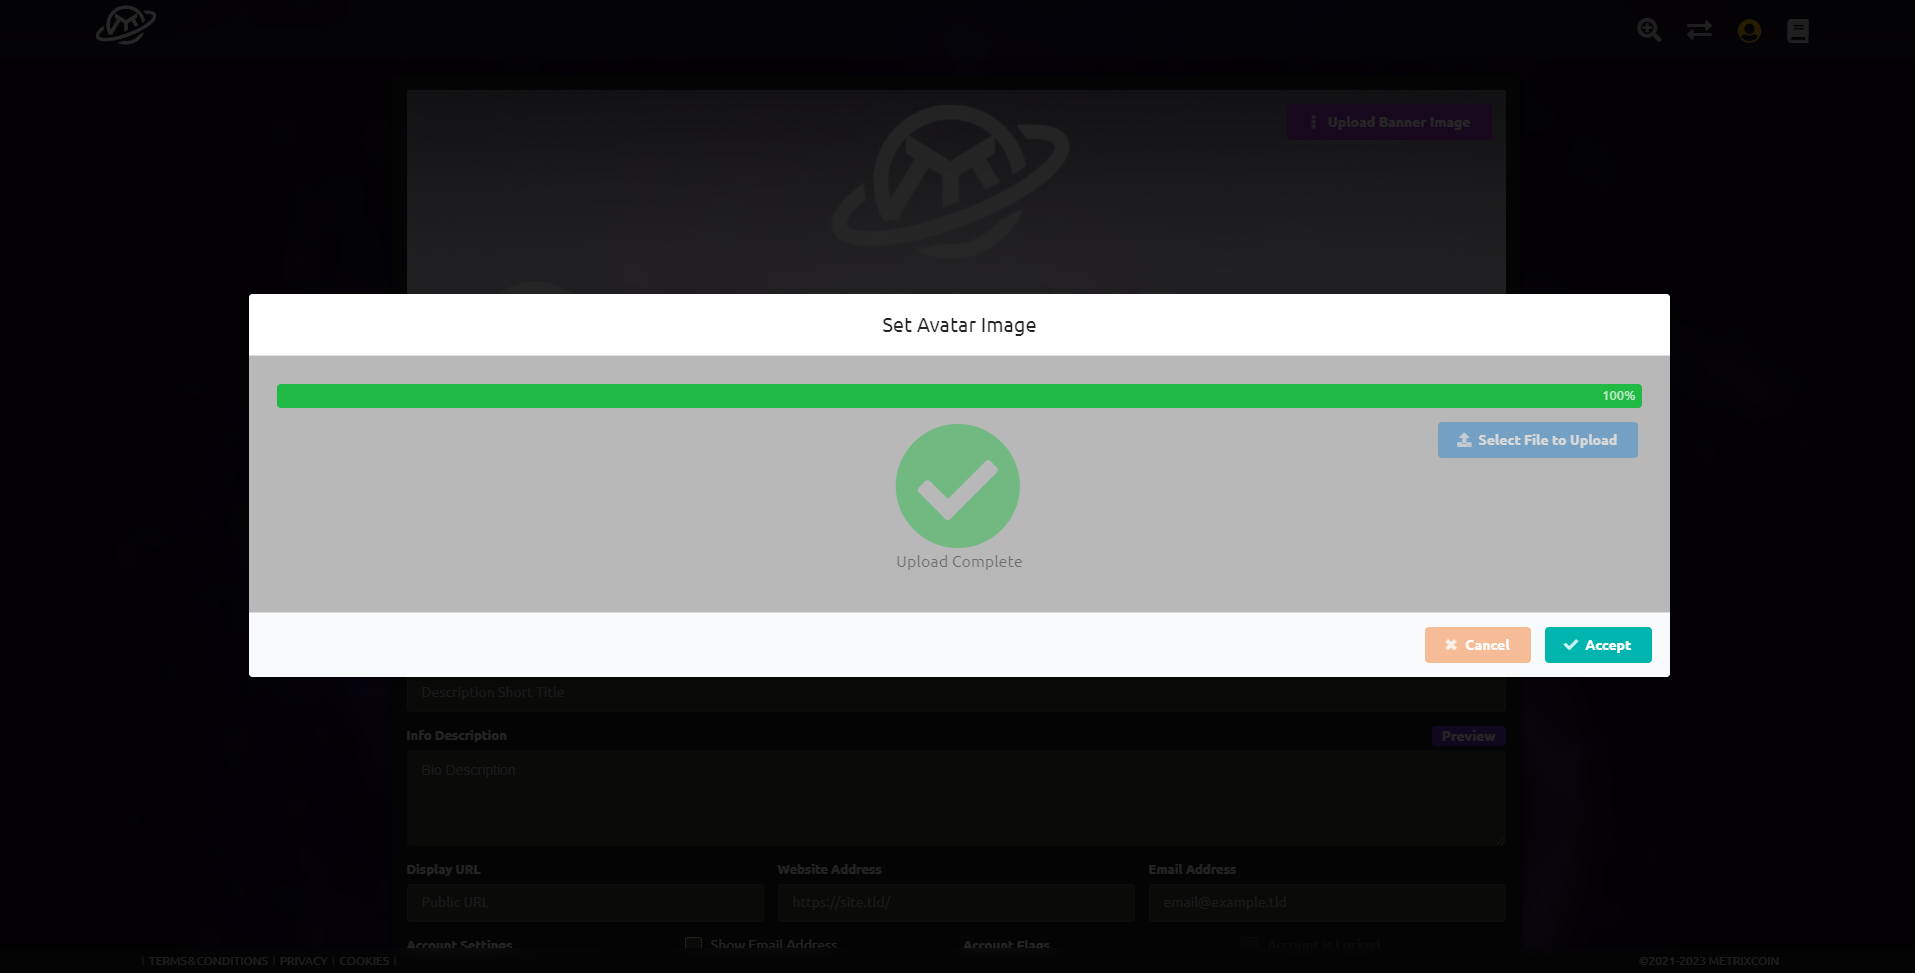 Upload Banner Image
Set Avatar Image
100%
Select File to Upload
Upload Complete
Cancel
Accept
Description Short Title
Info Description
Preview
Bio Description
Display URL
Website Address
Email Address
Public URL
https://site.tld/
email@example.tld
Account Settings
Show Email Address
Account Flags
Account Is Locked
| TERMS&CONDITIONS | PRIVACY | COOKIES |
©2021-2023 METRIXCOIN